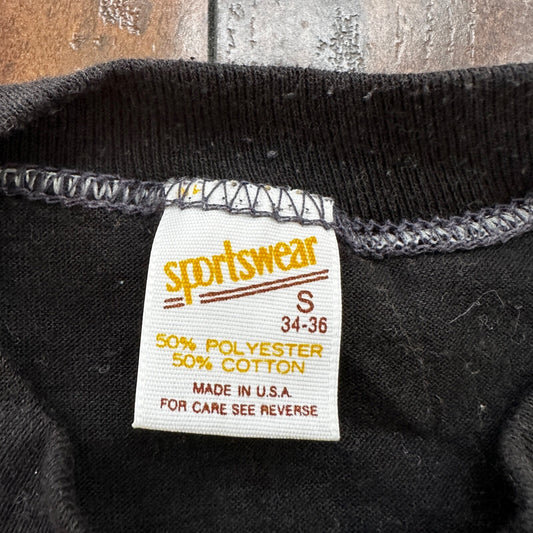 sportswear
S
34-36
50% POLYESTER
50% COTTON
MADE IN U.S.A.
FOR CARE SEE REVERSE